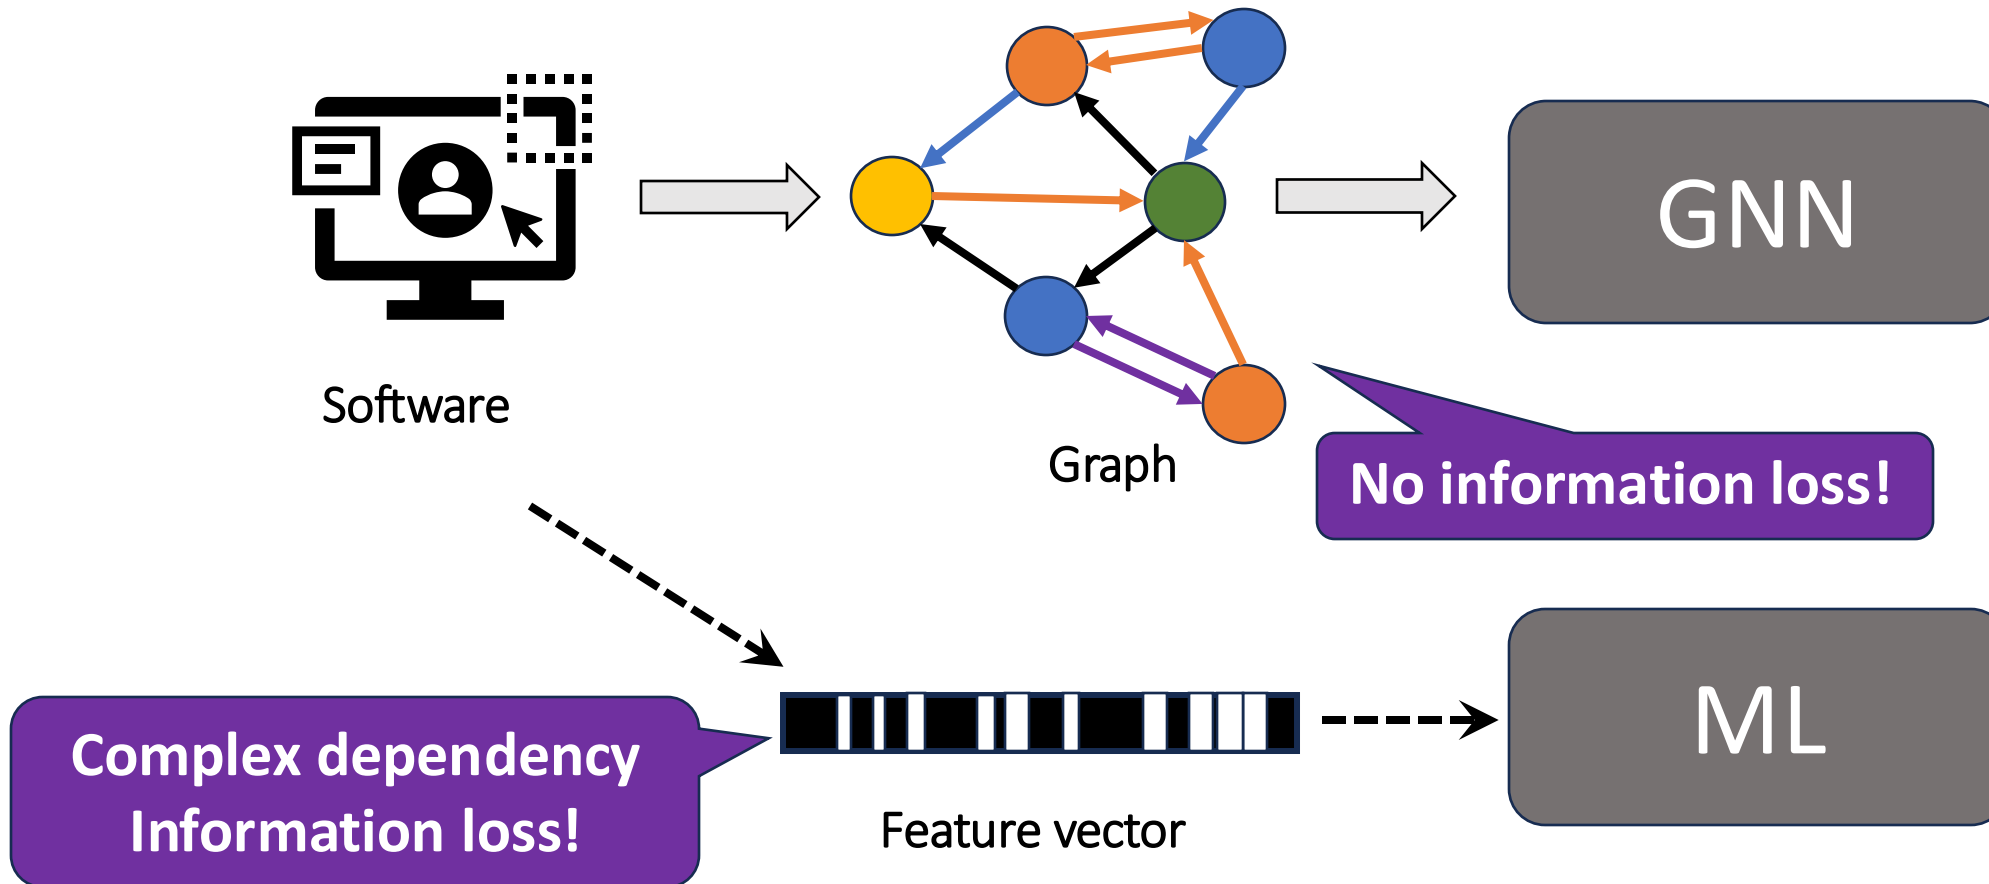 Software
Graph
GNN
No information loss!
Complex dependency
Information loss!
Feature vector
ML